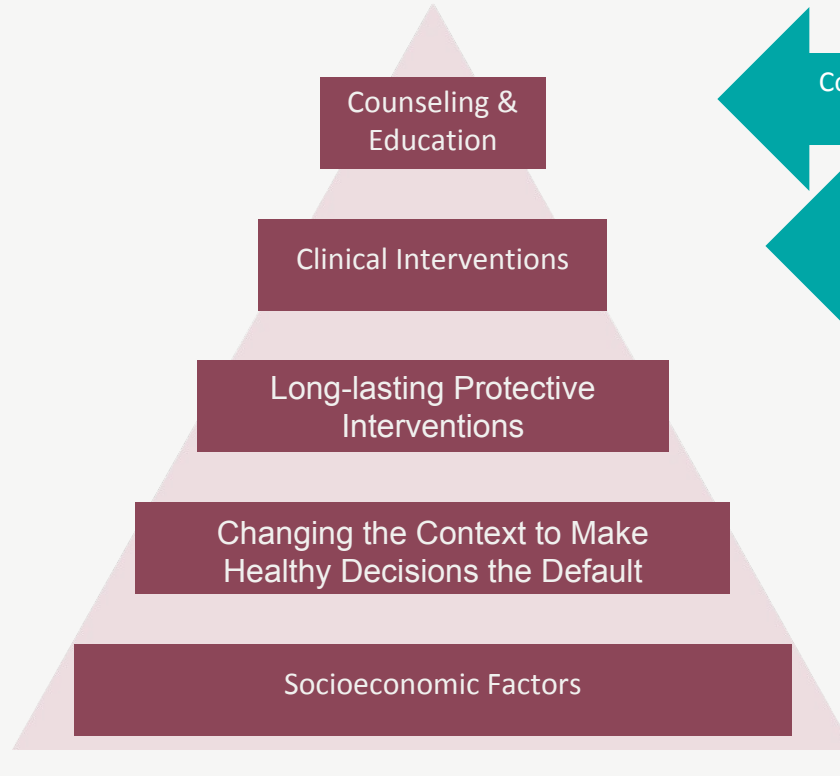 Counseling &
Education
Clinical Interventions
Long-lasting Protective
Interventions
Changing the Context to Make
Healthy Decisions the Default
Socioeconomic Factors